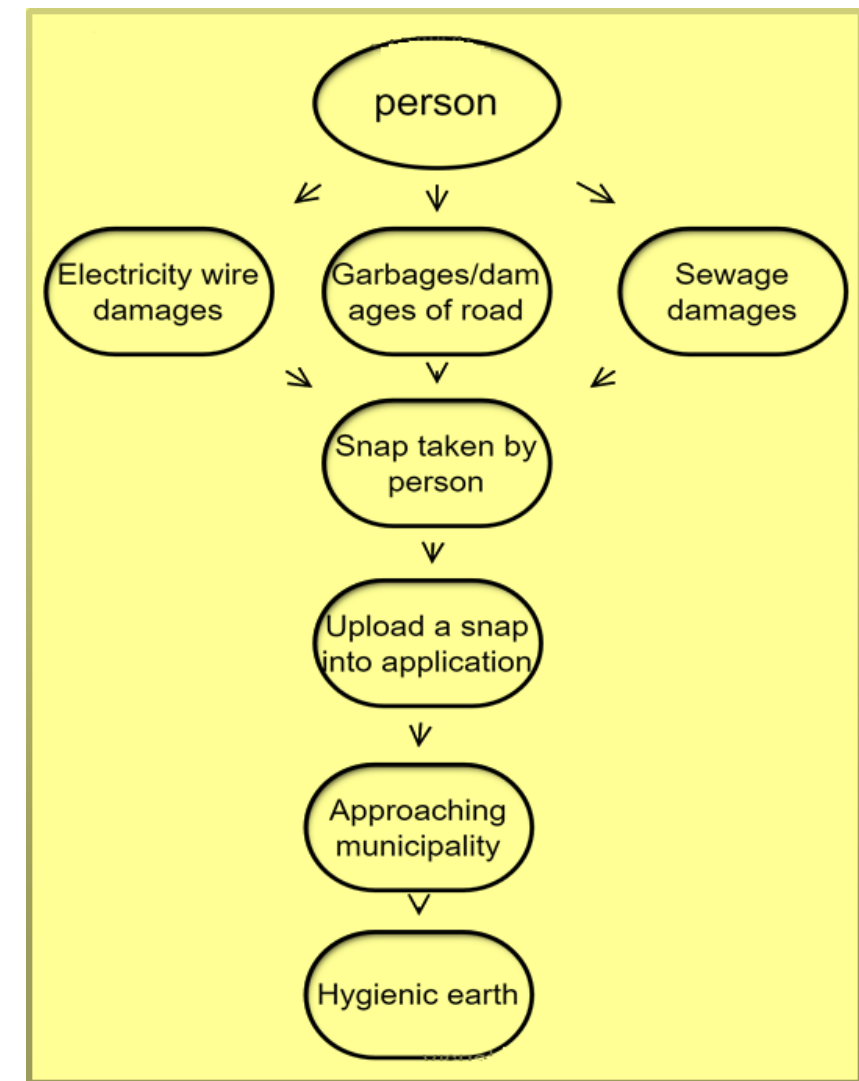 person
Electricity wire
damages
Garbages/dam
ages of road
Sewage
damages
Snap taken by
person
Upload a snap
into application
Approaching
municipality
Hygienic earth